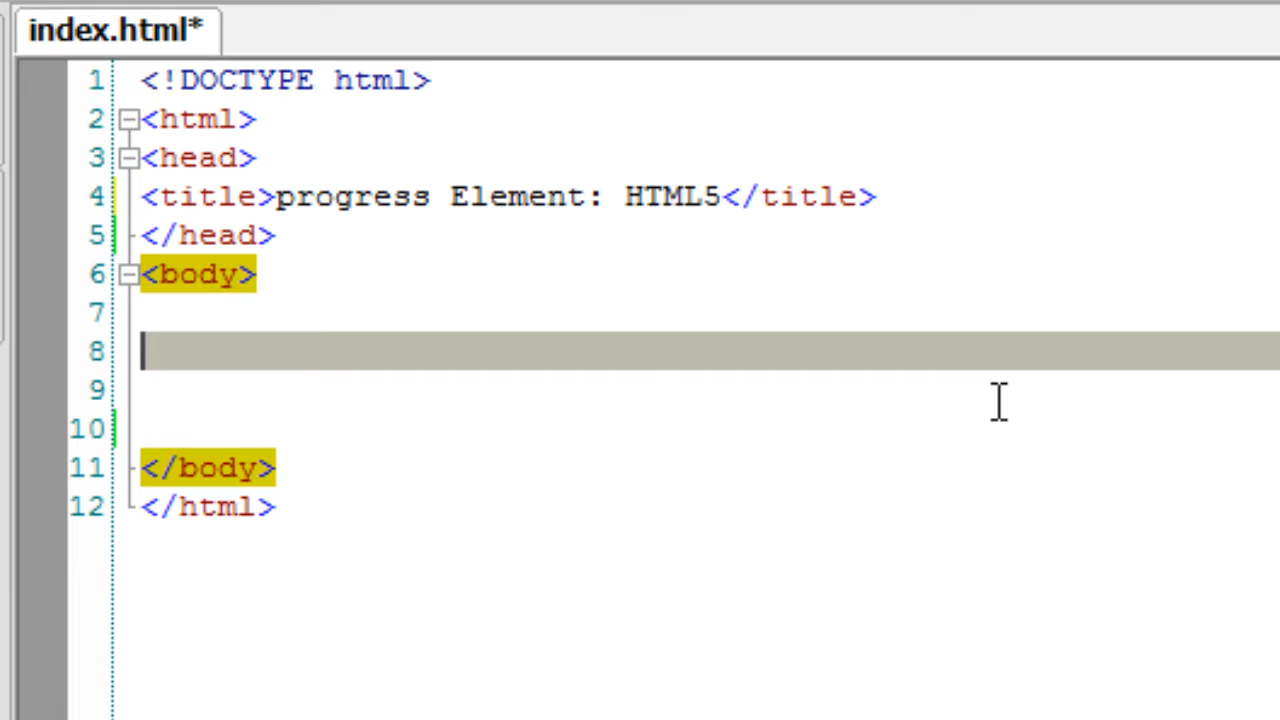 index.html*
1 <!DOCTYPE html>
2 <html>
3 <head>
4 <title>progress Element: HTML5</title>
5 </head>
6 <body>
7
8
9
10
11 </body>
12 </html>